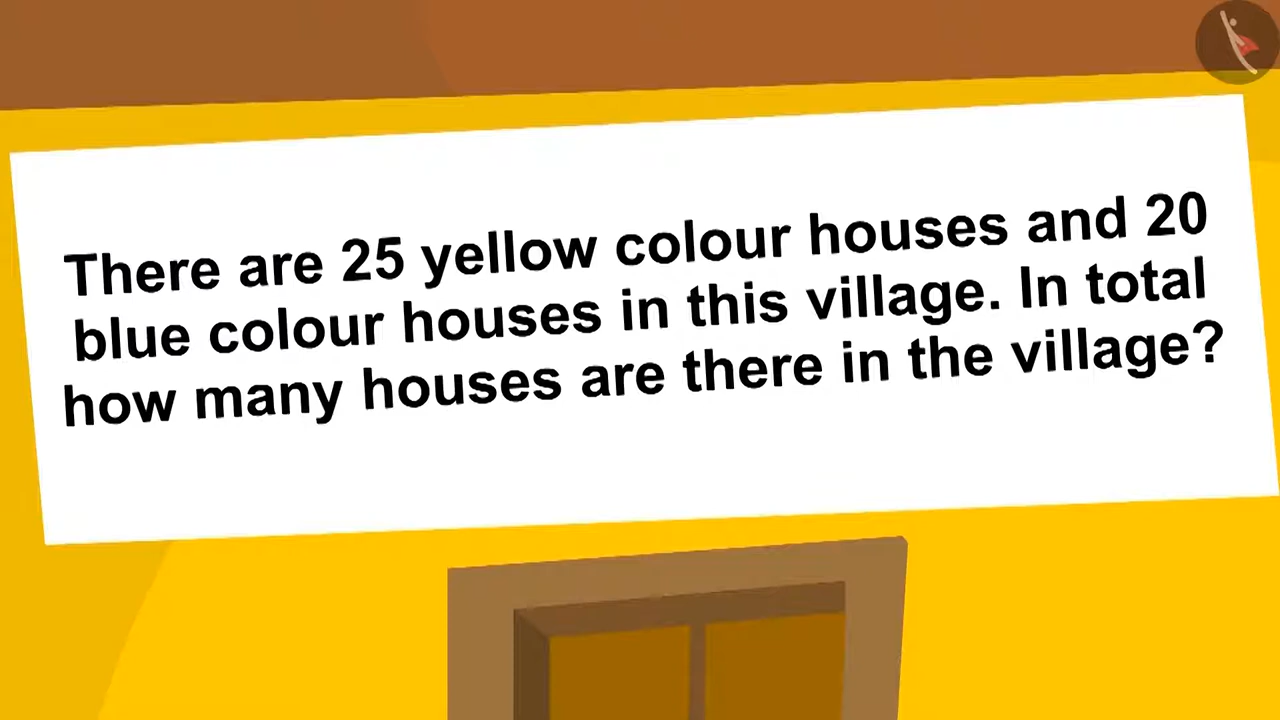 There are 25 yellow colour houses and 20
blue colour houses in this village. In total
how many houses are there in the village?